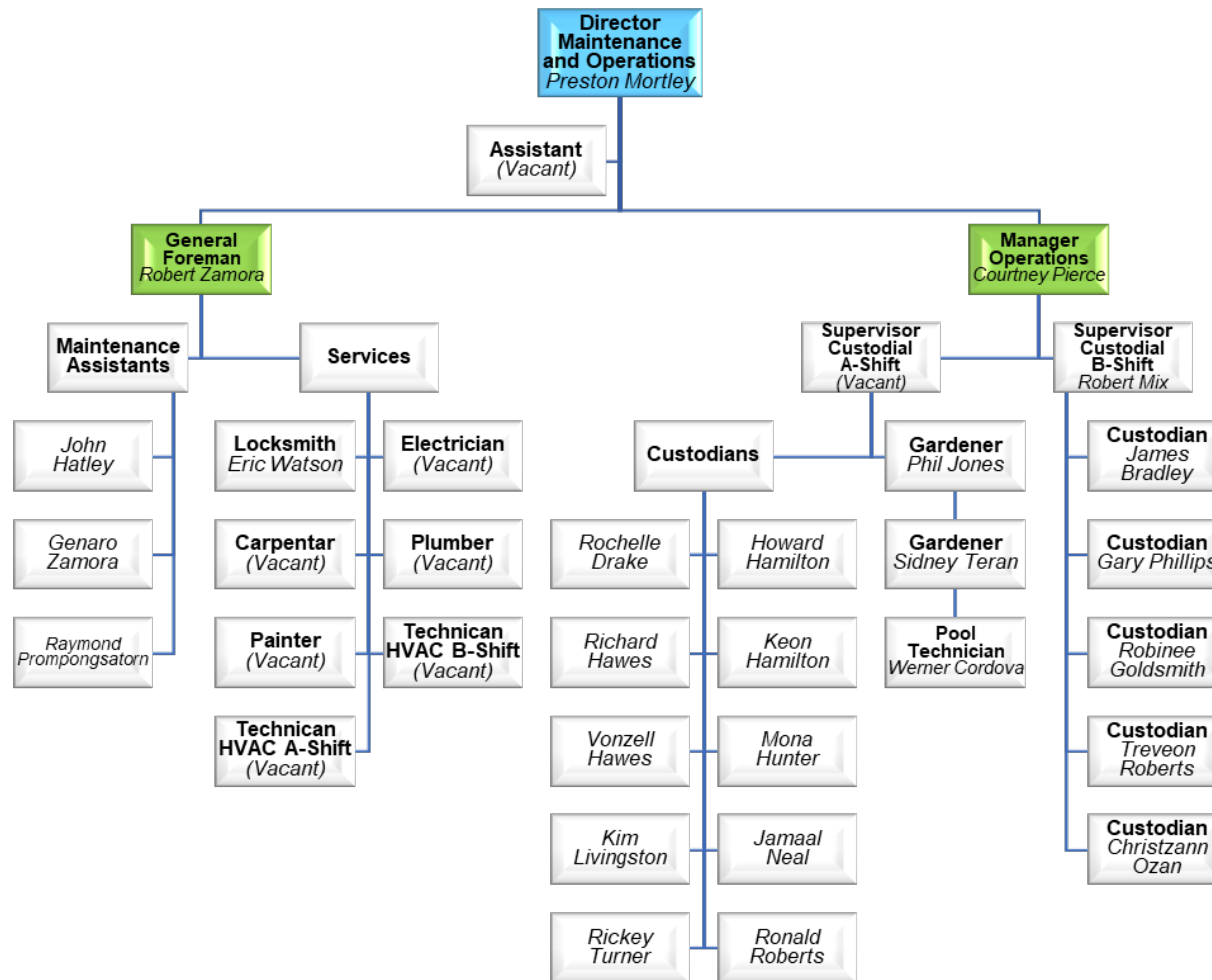 Director
Maintenance
and Operations
Preston Mortley
Assistant
(Vacant)
General
Foreman
Robert Zamora
Manager
Operations
Courtney Pierce
Maintenance
Assistants
Services
Supervisor
Custodial
A-Shift
(Vacant)
Supervisor
Custodial
B-Shift
Robert Mix
John
Hatley
Genaro
Zamora
Raymond
Prompongsatorn
Locksmith
Eric Watson
Electrician
(Vacant)
Carpentar
(Vacant)
Plumber
(Vacant)
Painter
(Vacant)
Technican
HVAC B-Shift
(Vacant)
Technican
HVAC A-Shift
(Vacant)
Custodians
Rochelle
Drake
Howard
Hamilton
Richard
Hawes
Keon
Hamilton
Vonzell
Hawes
Mona
Hunter
Kim
Livingston
Jamaal
Neal
Rickey
Turner
Ronald
Roberts
Gardener
Phil Jones
Gardener
Sidney Teran
Pool
Technician
Werner Cordova
Custodian
James
Bradley
Custodian
Gary Phillips
Custodian
Robinee
Goldsmith
Custodian
Treveon
Roberts
Custodian
Christzann
Ozan